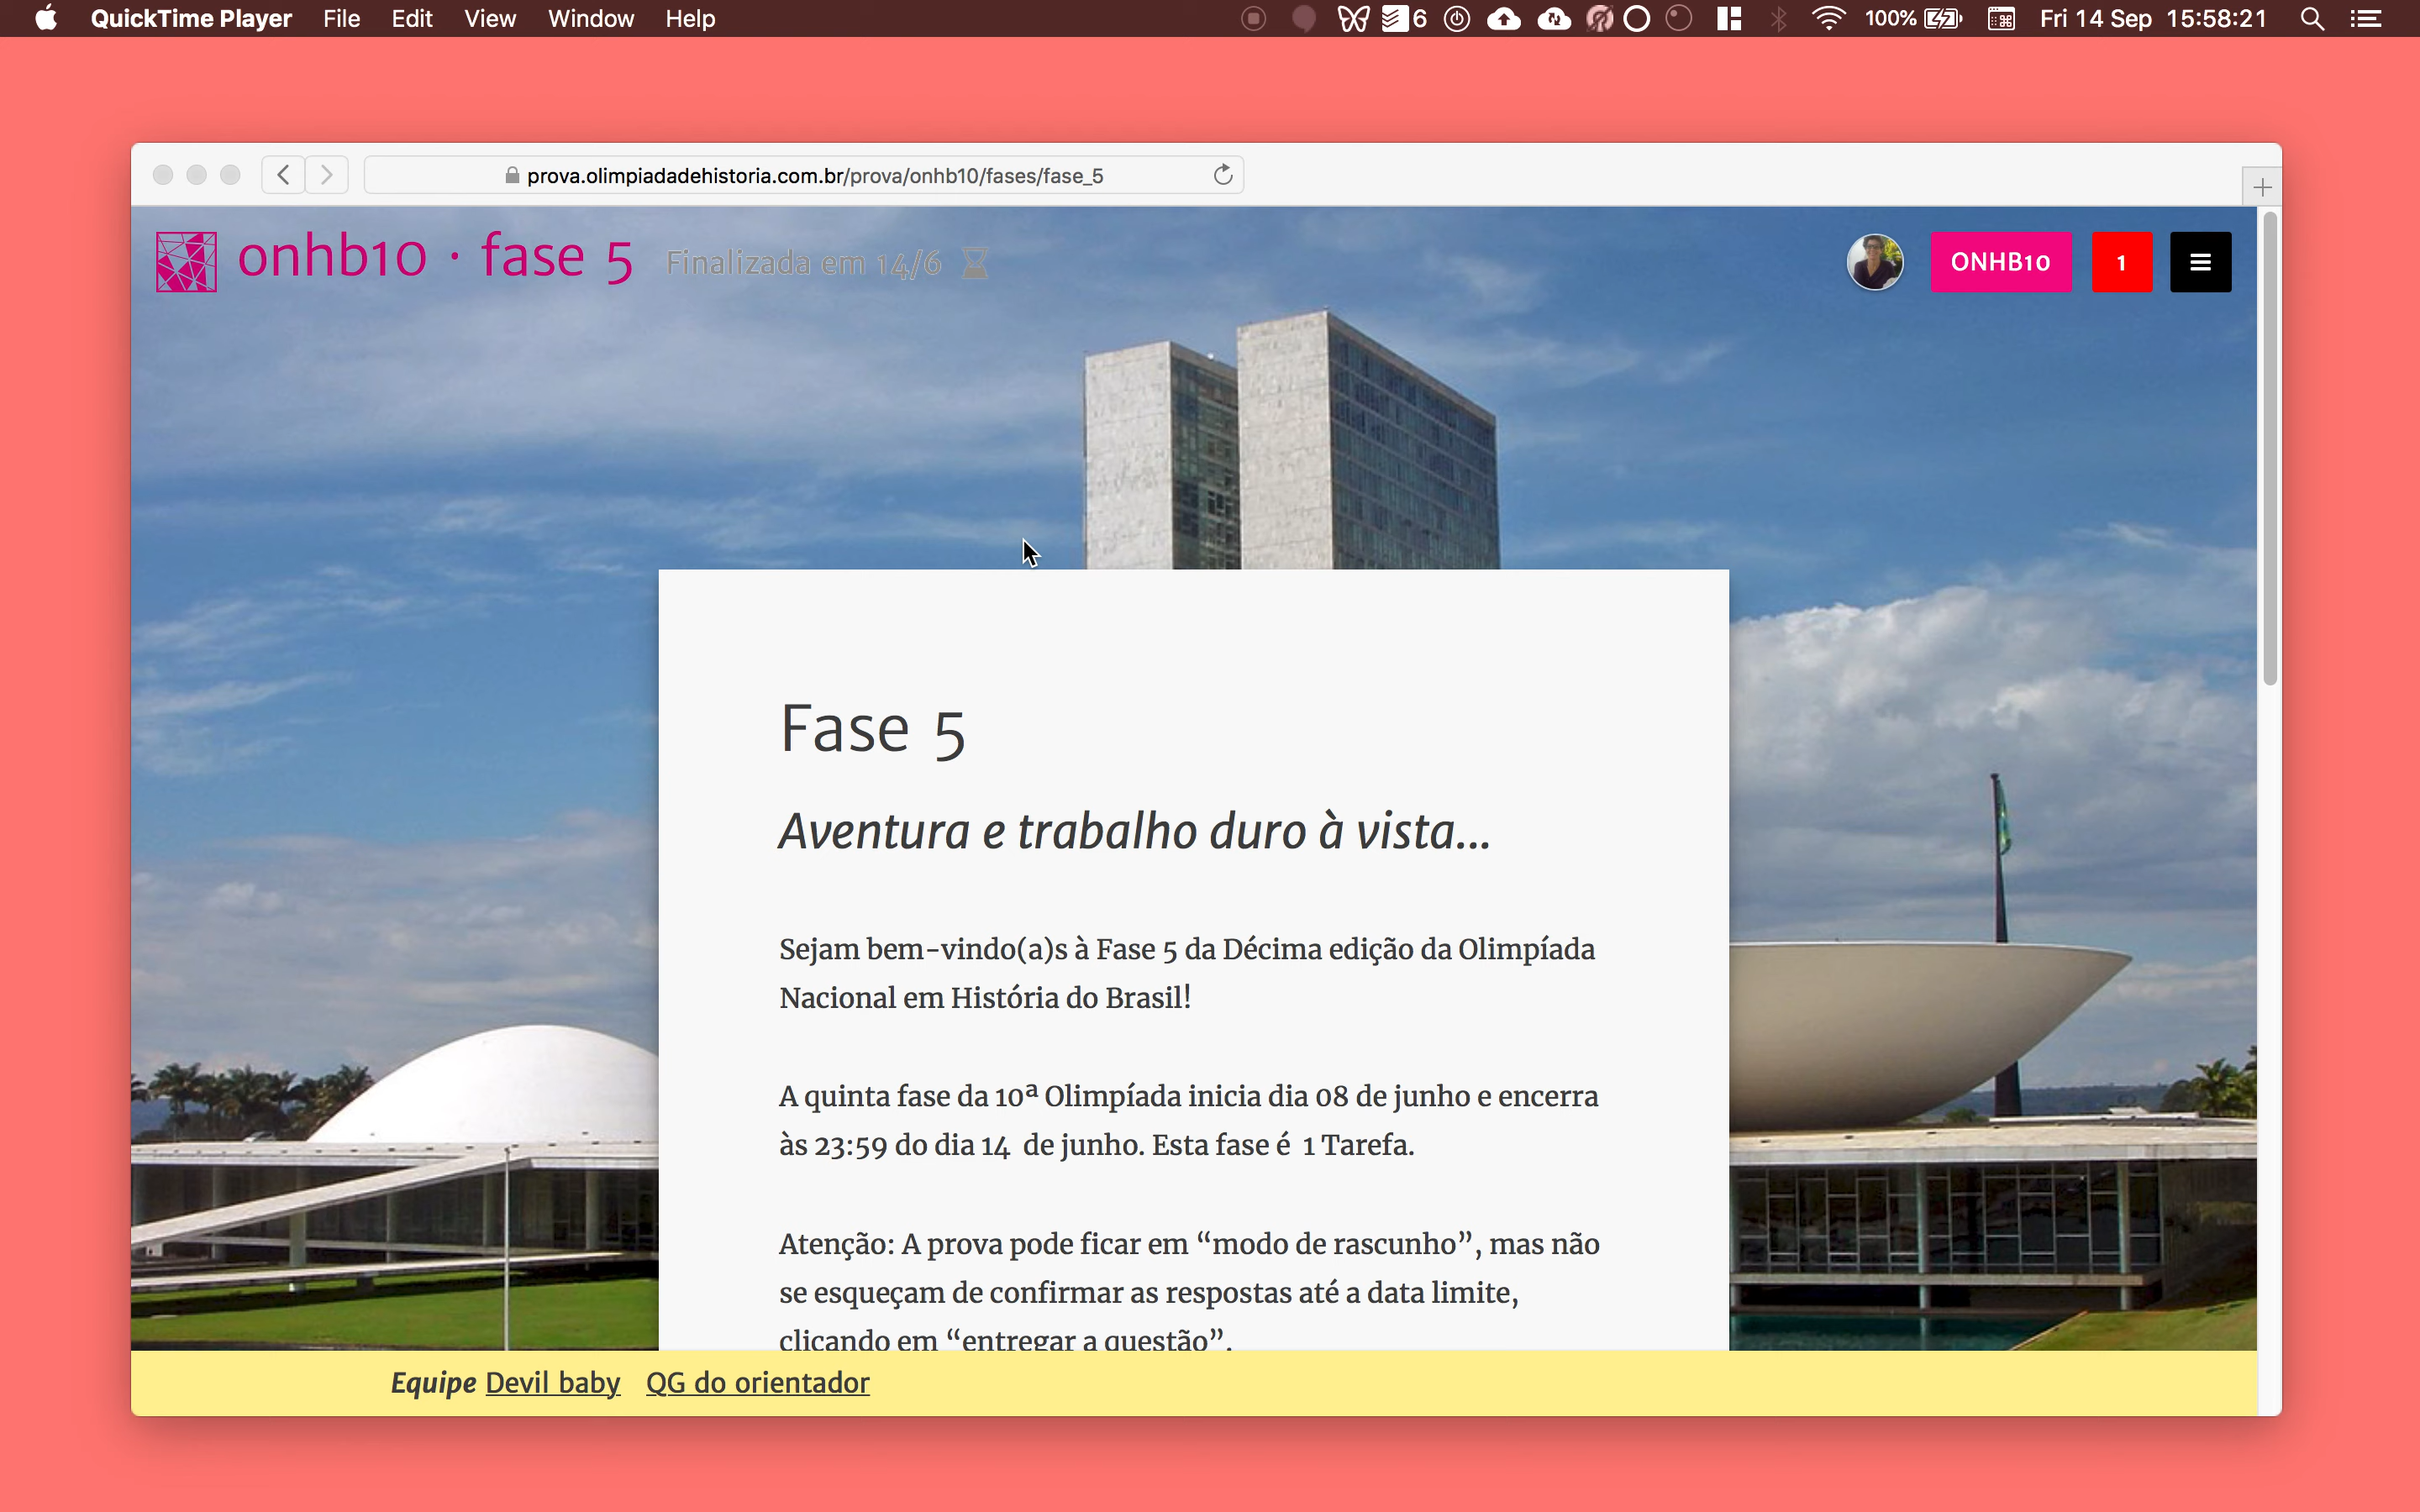 QuickTime Player File Edit View Window Help 6 100% Fri 14 Sep 15:58:21
prova.olimpiadadehistoria.com.br/prova/onhb10/fases/fase_5
onhb10 · fase 5 Finalizada em 14/6 ONHB10 1
Fase 5
Aventura e trabalho duro à vista...
Sejam bem-vindo(a)s à Fase 5 da Décima edição da Olimpíada
Nacional em História do Brasil!
A quinta fase da 10ª Olimpíada inicia dia 08 de junho e encerra
às 23:59 do dia 14 de junho. Esta fase é 1 Tarefa.
Atenção: A prova pode ficar em “modo de rascunho”, mas não
se esqueçam de confirmar as respostas até a data limite,
clicando em “entregar a questão”.
Equipe Devil baby QG do orientador